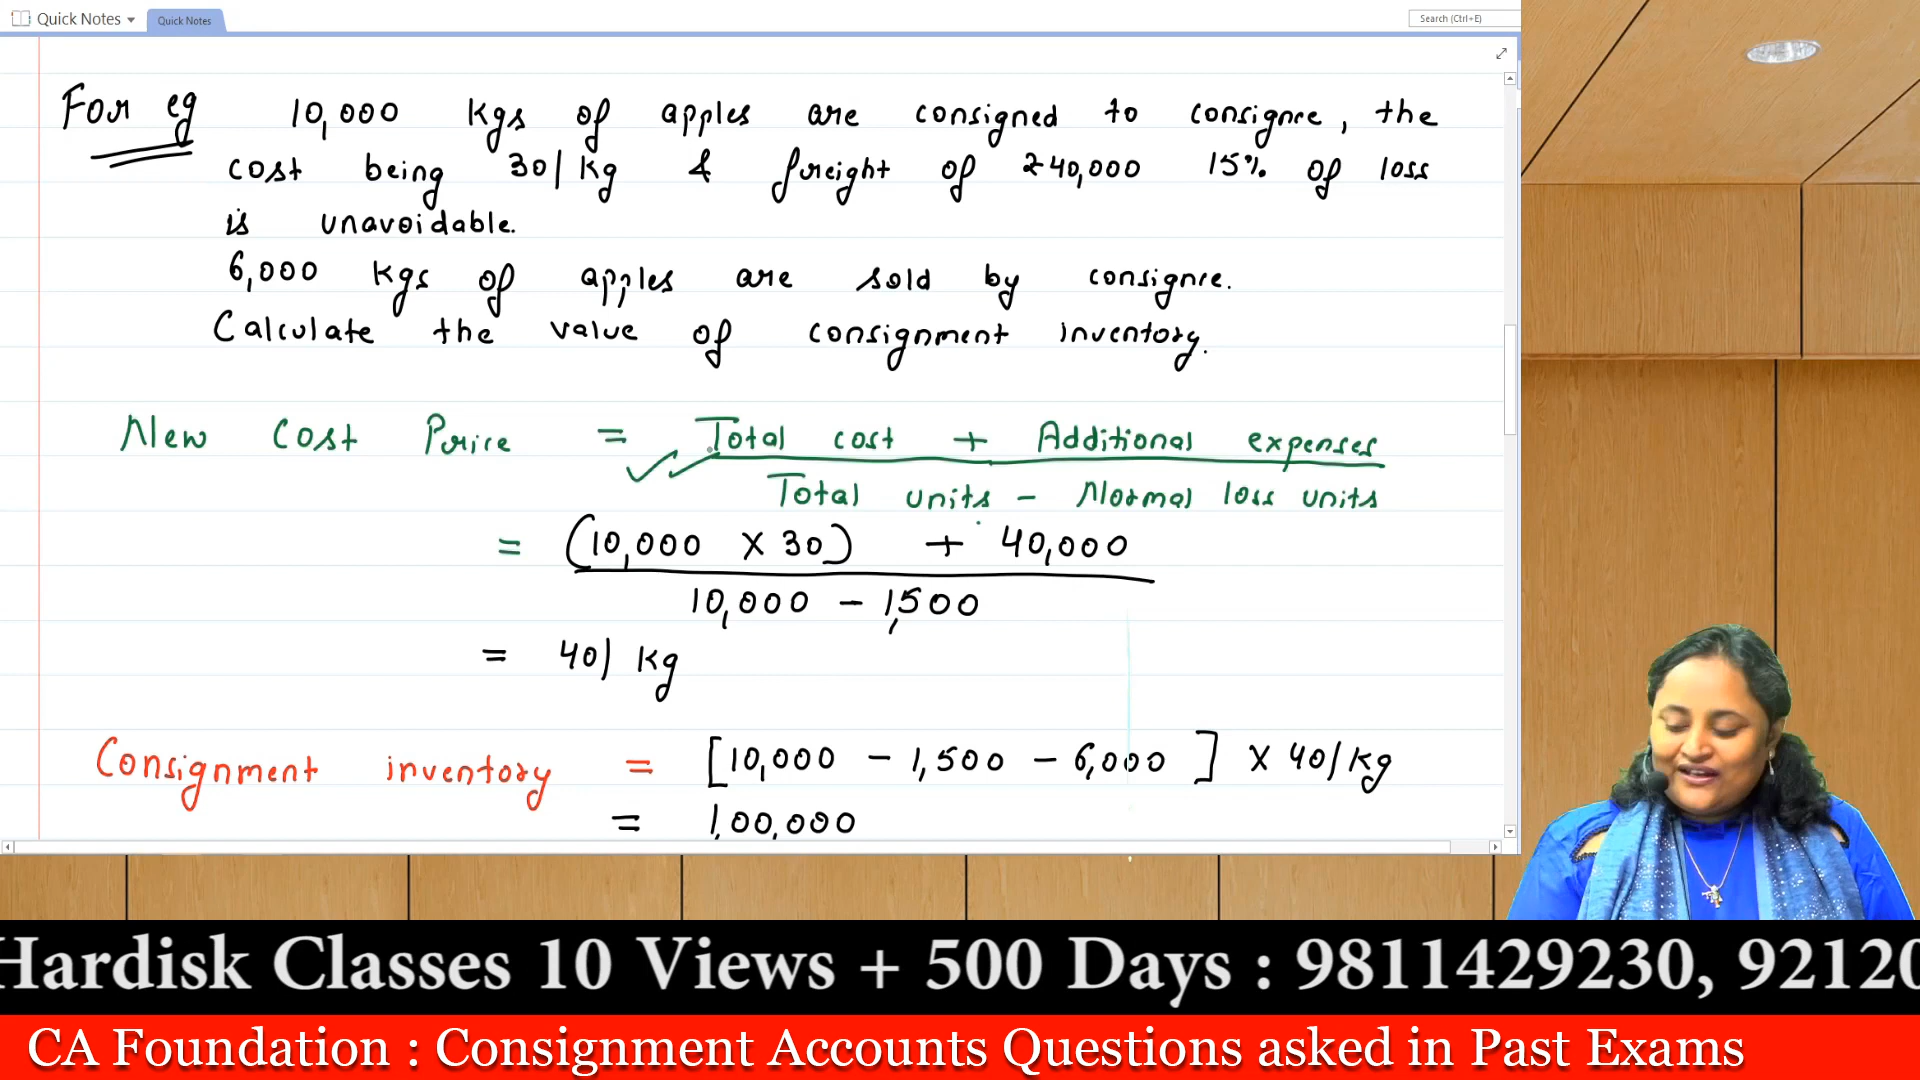 Quick Notes
Quick Notes
Search (Ctrl+E)
For eg 10,000 kgs of apples are consigned to consignee, the
cost being 30/kg & freight of ₹40,000 15% of loss
is unavoidable.
6,000 kgs of apples are sold by consignee.
Calculate the value of consignment inventory.
New Cost Price = Total cost + Additional expenses
Total units - Normal loss units
= (10,000 x 30) + 40,000
10,000 - 1,500
= 40/kg
Consignment inventory = [10,000 - 1,500 - 6,000] x 40/kg
= 1,00,000
Hardisk Classes 10 Views + 500 Days : 9811429230, 92120
CA Foundation : Consignment Accounts Questions asked in Past Exams